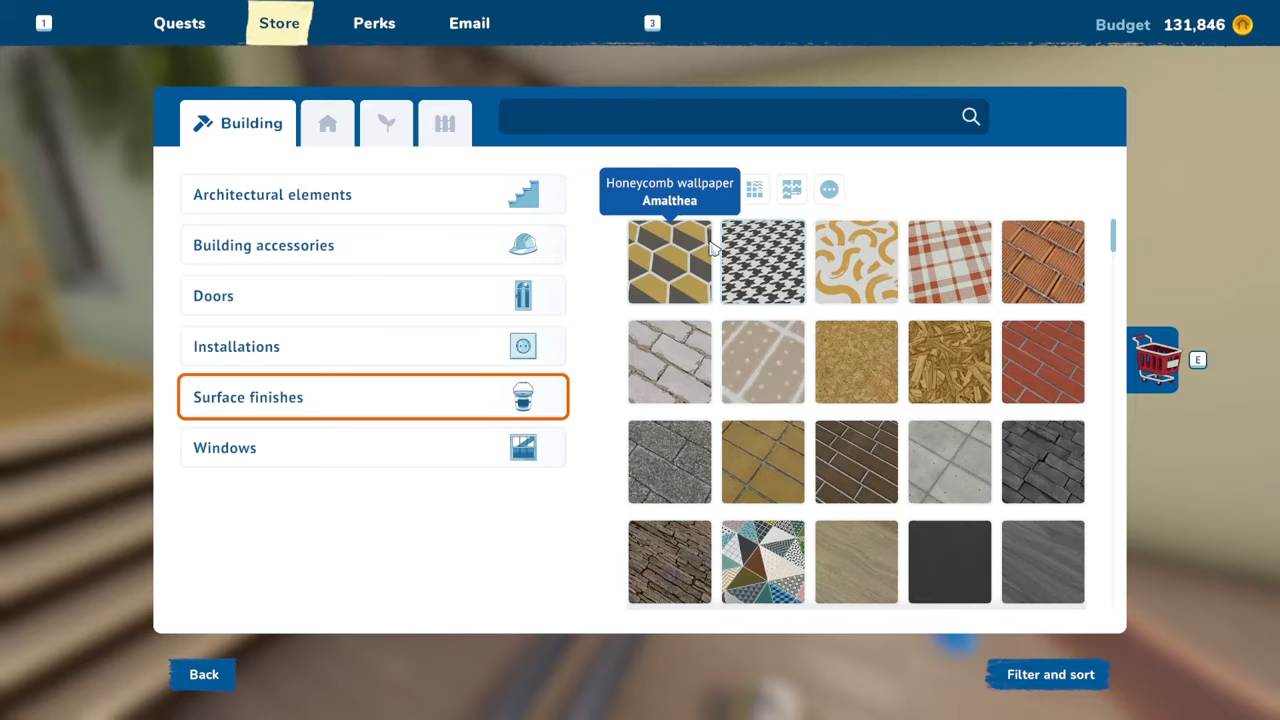 1
Quests
Store
Perks
Email
3
Budget 131,846
Building
Architectural elements
Building accessories
Doors
Installations
Surface finishes
Windows
Honeycomb wallpaper
Amalthea
E
Back
Filter and sort